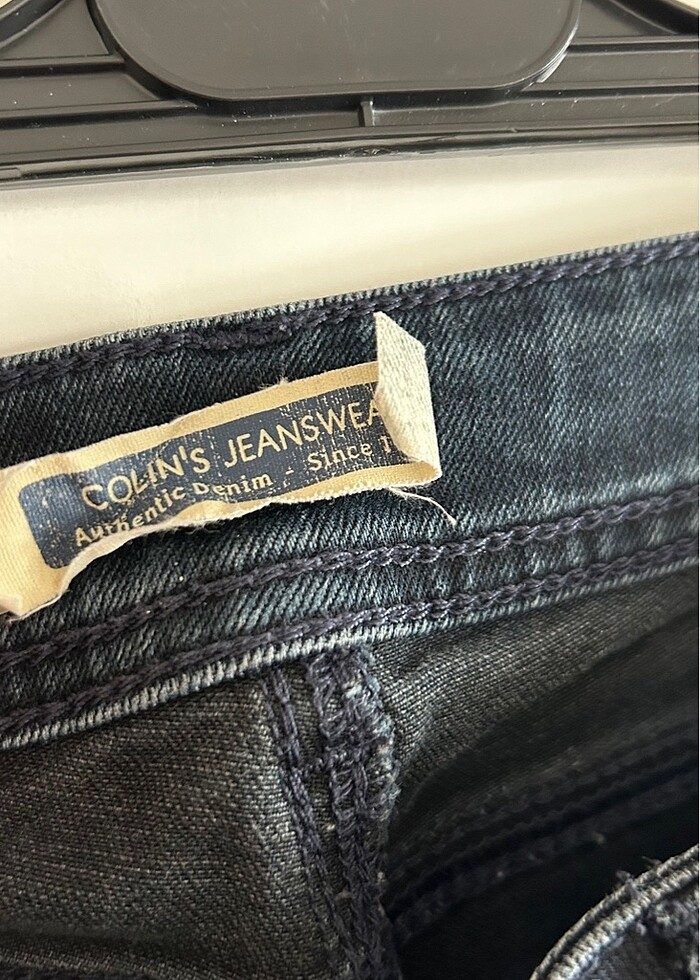 COLIN'S JEANSWEA
Authentic Denim - Since 1